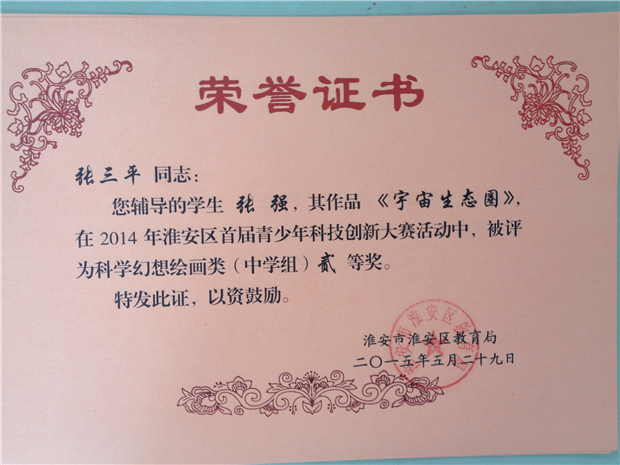 荣誉证书
张三平 同志：
您辅导的学生 张 强，其作品《宇宙生态圈》，
在 2014 年淮安区首届青少年科技创新大赛活动中，被评
为科学幻想绘画类（中学组）贰 等奖。
特发此证，以资鼓励。
淮安市淮安区教育局
二〇一五年五月二十九日